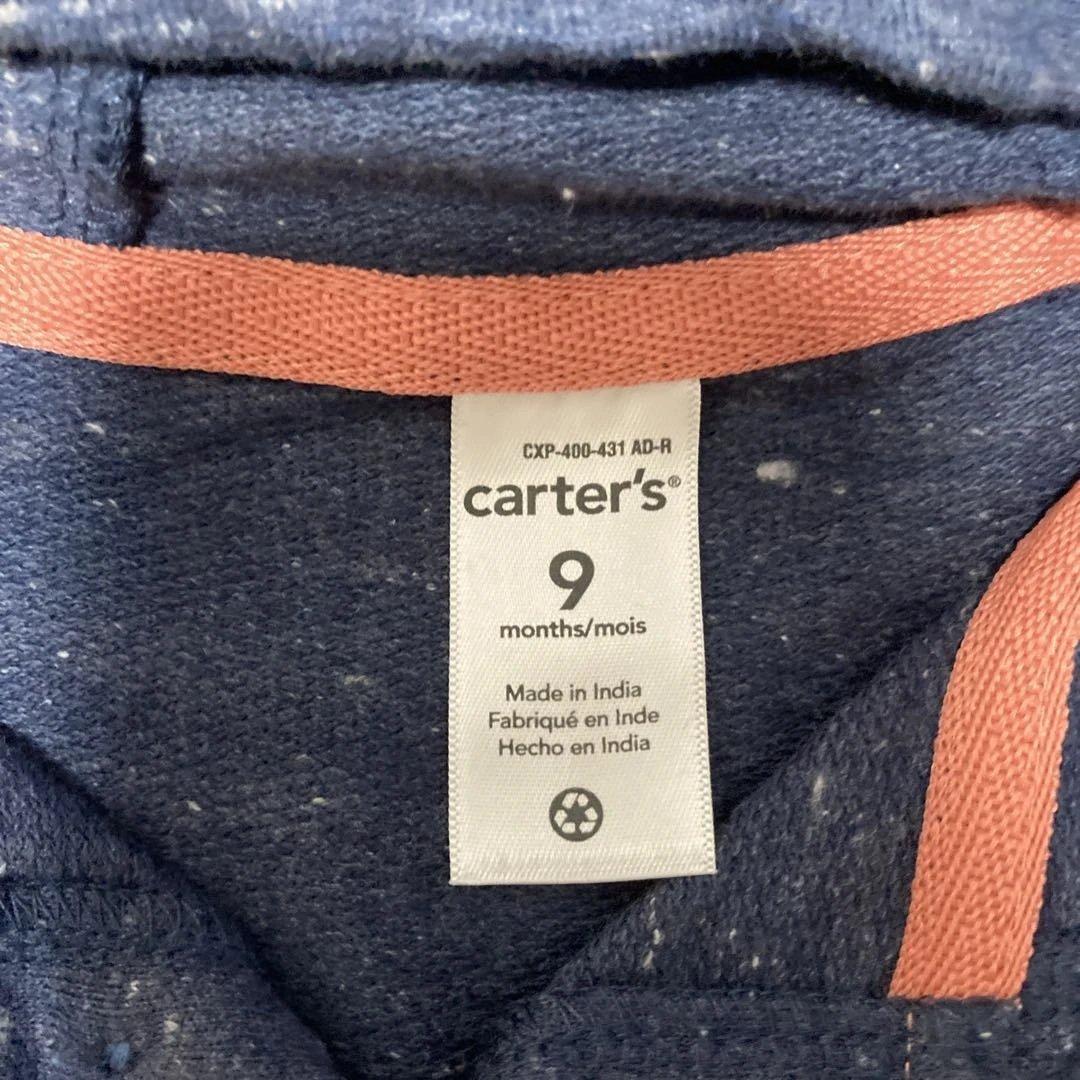 CXP-400-431 AD-R
carter's®
9
months/mois
Made in India
Fabriqué en Inde
Hecho en India